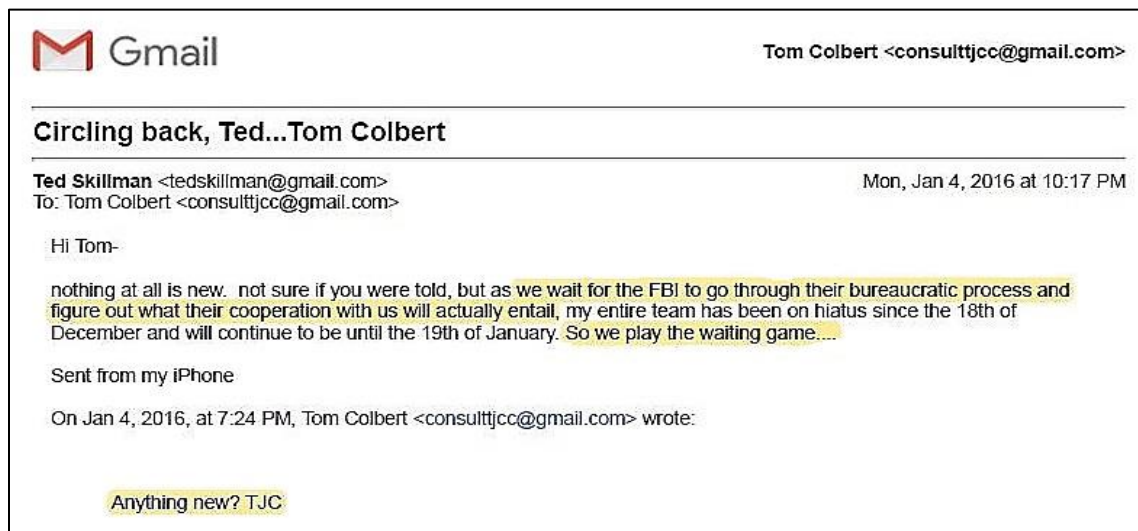 Gmail
Tom Colbert <consulttjcc@gmail.com>
Circling back, Ted...Tom Colbert
Ted Skillman <tedskillman@gmail.com>
Mon, Jan 4, 2016 at 10:17 PM
To: Tom Colbert <consulttjcc@gmail.com>
Hi Tom-
nothing at all is new. not sure if you were told, but as we wait for the FBI to go through their bureaucratic process and
figure out what their cooperation with us will actually entail, my entire team has been on hiatus since the 18th of
December and will continue to be until the 19th of January. So we play the waiting game....
Sent from my iPhone
On Jan 4, 2016, at 7:24 PM, Tom Colbert <consulttjcc@gmail.com> wrote:
Anything new? TJC